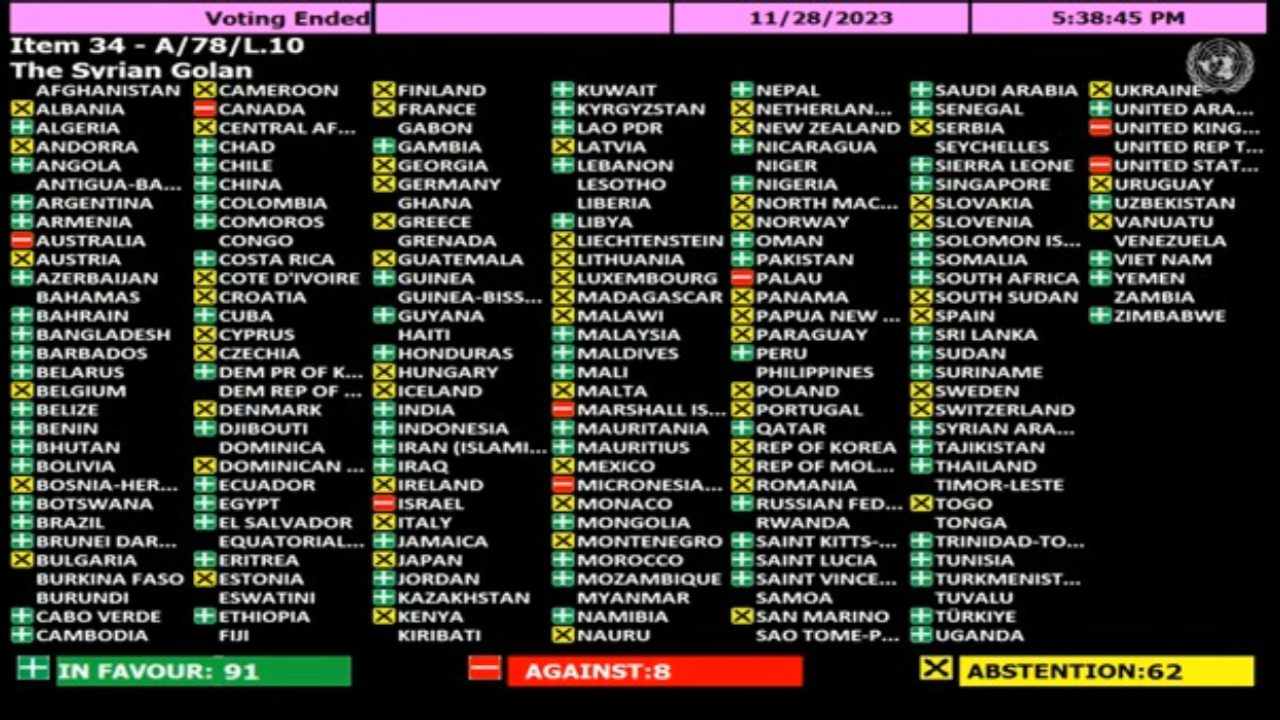 Voting Ended 11/28/2023 5:38:45 PM
Item 34 - A/78/L.10
The Syrian Golan
AFGHANISTAN
ALBANIA
ALGERIA
ANDORRA
ANGOLA
ANTIGUA-BA...
ARGENTINA
ARMENIA
AUSTRALIA
AUSTRIA
AZERBAIJAN
BAHAMAS
BAHRAIN
BANGLADESH
BARBADOS
BELARUS
BELGIUM
BELIZE
BENIN
BHUTAN
BOLIVIA
BOSNIA-HER...
BOTSWANA
BRAZIL
BRUNEI DAR...
BULGARIA
BURKINA FASO
BURUNDI
CABO VERDE
CAMBODIA
CAMEROON
CANADA
CENTRAL AF...
CHAD
CHILE
CHINA
COLOMBIA
COMOROS
CONGO
COSTA RICA
COTE D'IVOIRE
CROATIA
CUBA
CYPRUS
CZECHIA
DEM PR OF K...
DEM REP OF ...
DENMARK
DJIBOUTI
DOMINICA
DOMINICAN ...
ECUADOR
EGYPT
EL SALVADOR
EQUATORIAL...
ERITREA
ESTONIA
ESWATINI
ETHIOPIA
FIJI
FINLAND
FRANCE
GABON
GAMBIA
GEORGIA
GERMANY
GHANA
GREECE
GRENADA
GUATEMALA
GUINEA
GUINEA-BISS...
GUYANA
HAITI
HONDURAS
HUNGARY
ICELAND
INDIA
INDONESIA
IRAN (ISLAMI...
IRAQ
IRELAND
ISRAEL
ITALY
JAMAICA
JAPAN
JORDAN
KAZAKHSTAN
KENYA
KIRIBATI
KUWAIT
KYRGYZSTAN
LAO PDR
LATVIA
LEBANON
LESOTHO
LIBERIA
LIBYA
LIECHTENSTEIN
LITHUANIA
LUXEMBOURG
MADAGASCAR
MALAWI
MALAYSIA
MALDIVES
MALI
MALTA
MARSHALL IS...
MAURITANIA
MAURITIUS
MEXICO
MICRONESIA...
MONACO
MONGOLIA
MONTENEGRO
MOROCCO
MOZAMBIQUE
MYANMAR
NAMIBIA
NAURU
NEPAL
NETHERLAN...
NEW ZEALAND
NICARAGUA
NIGER
NIGERIA
NORTH MAC...
NORWAY
OMAN
PAKISTAN
PALAU
PANAMA
PAPUA NEW ...
PARAGUAY
PERU
PHILIPPINES
POLAND
PORTUGAL
QATAR
REP OF KOREA
REP OF MOL...
ROMANIA
RUSSIAN FED...
RWANDA
SAINT KITTS-...
SAINT LUCIA
SAINT VINCE...
SAMOA
SAN MARINO
SAO TOME-P...
SAUDI ARABIA
SENEGAL
SERBIA
SEYCHELLES
SIERRA LEONE
SINGAPORE
SLOVAKIA
SLOVENIA
SOLOMON IS...
SOMALIA
SOUTH AFRICA
SOUTH SUDAN
SPAIN
SRI LANKA
SUDAN
SURINAME
SWEDEN
SWITZERLAND
SYRIAN ARA...
TAJIKISTAN
THAILAND
TIMOR-LESTE
TOGO
TONGA
TRINIDAD-TO...
TUNISIA
TURKMENIST...
TUVALU
TÜRKIYE
UGANDA
UKRAINE
UNITED ARA...
UNITED KING...
UNITED REP T...
UNITED STAT...
URUGUAY
UZBEKISTAN
VANUATU
VENEZUELA
VIET NAM
YEMEN
ZAMBIA
ZIMBABWE
IN FAVOUR: 91 AGAINST:8 ABSTENTION:62